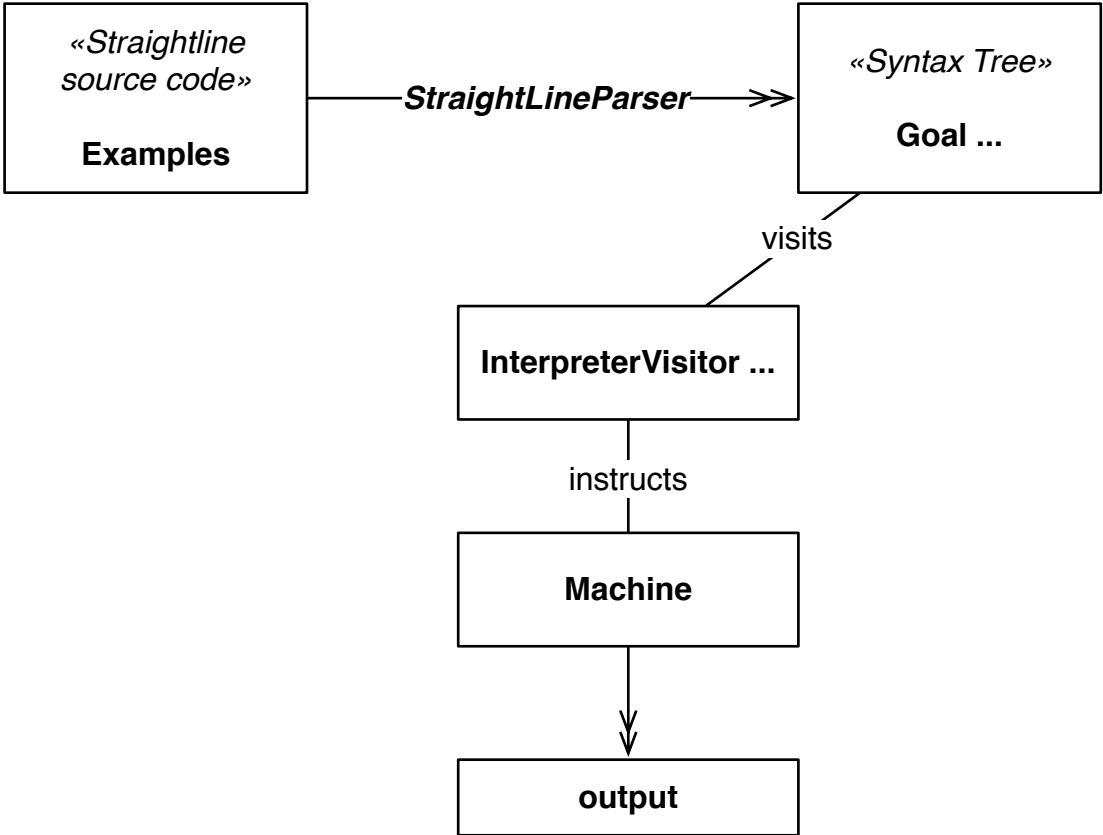 «Straightline
source code»
Examples
StraightLineParser
«Syntax Tree»
Goal ...
visits
InterpreterVisitor ...
instructs
Machine
output